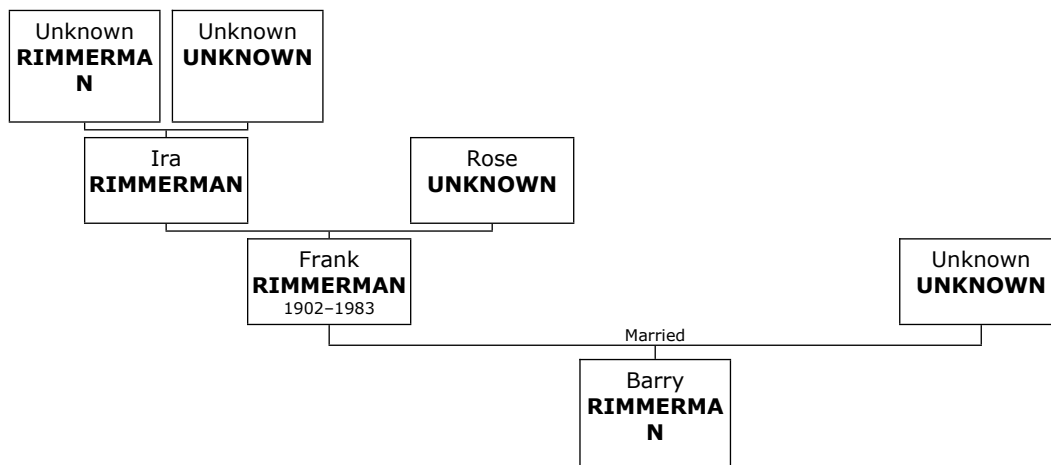 Unknown
RIMMERMA
N
Unknown
UNKNOWN
Ira
RIMMERMAN
Rose
UNKNOWN
Frank
RIMMERMAN
1902–1983
Unknown
UNKNOWN
Married
Barry
RIMMERMA
N